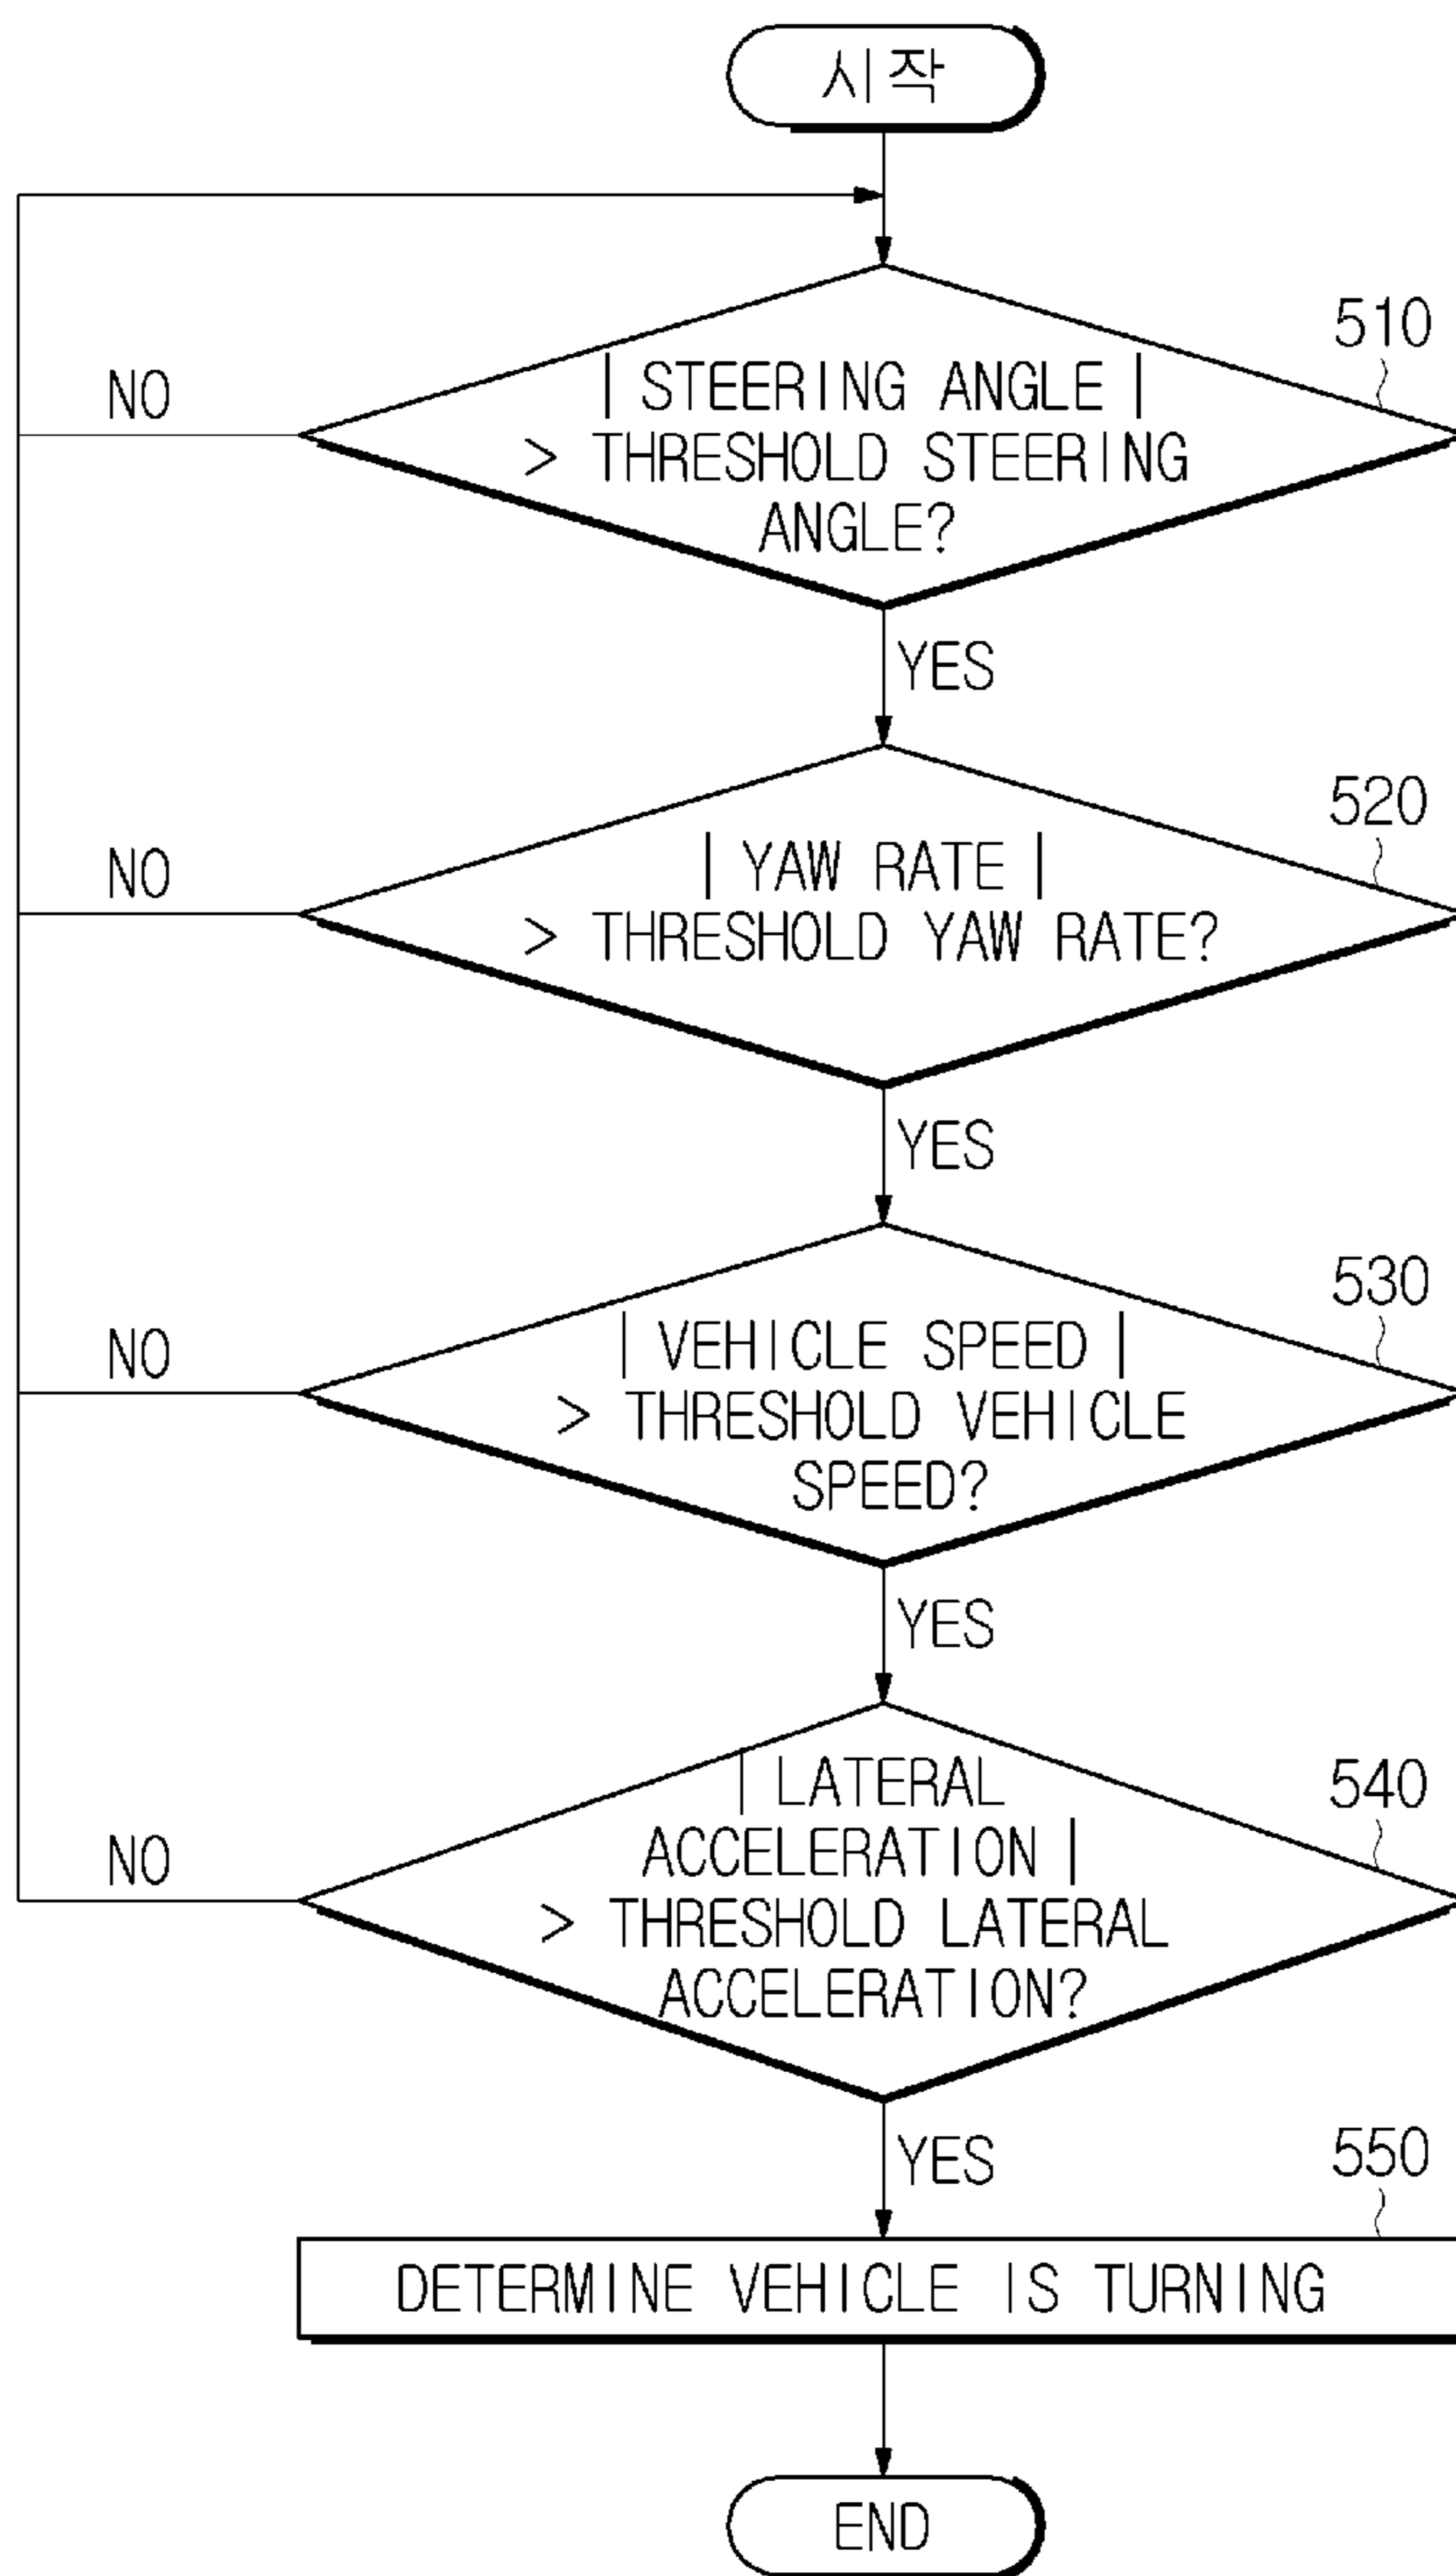 시작
510
| STEERING ANGLE |
NO
> THRESHOLD STEERING
ANGLE?
YES
520
| YAW RATE |
NO
> THRESHOLD YAW RATE?
YES
530
| VEHICLE SPEED |
NO
> THRESHOLD VEHICLE
SPEED?
YES
540
| LATERAL
ACCELERATION |
NO
> THRESHOLD LATERAL
ACCELERATION?
YES
550
DETERMINE VEHICLE IS TURNING
END